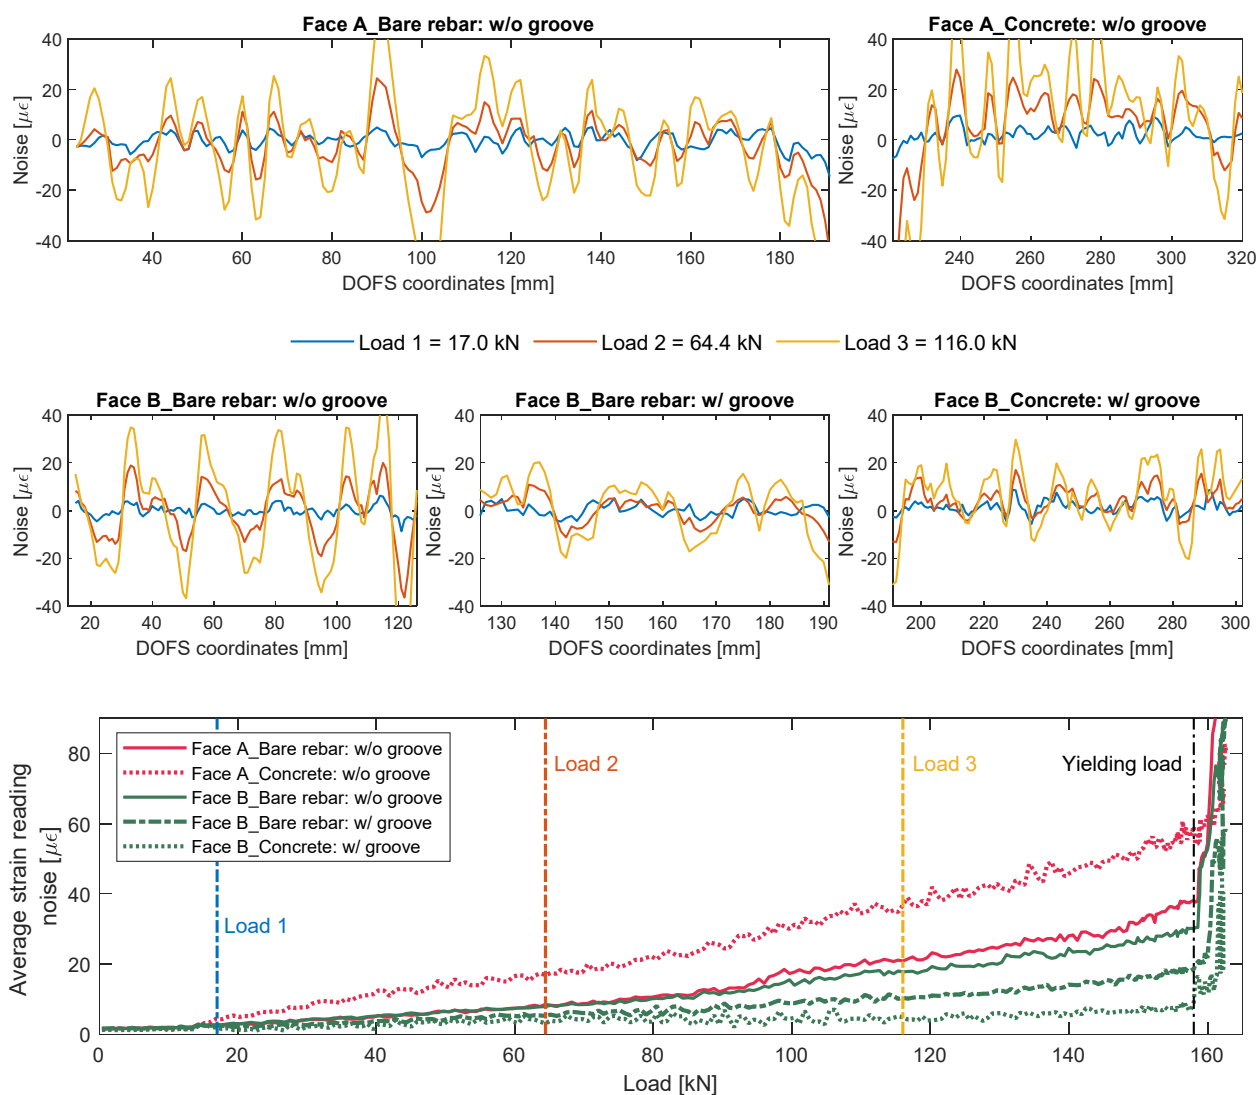 Face A_Bare rebar: w/o groove
Face A_Concrete: w/o groove
40
20
0
-20
-40
Noise [με]
40 60 80 100 120 140 160 180
DOFS coordinates [mm]
40
20
0
-20
-40
Noise [με]
240 260 280 300 320
DOFS coordinates [mm]
Load 1 = 17.0 kN Load 2 = 64.4 kN Load 3 = 116.0 kN
Face B_Bare rebar: w/o groove
Face B_Bare rebar: w/ groove
Face B_Concrete: w/ groove
40
20
0
-20
-40
Noise [με]
20 40 60 80 100 120
DOFS coordinates [mm]
40
20
0
-20
-40
Noise [με]
130 140 150 160 170 180 190
DOFS coordinates [mm]
40
20
0
-20
-40
Noise [με]
200 220 240 260 280 300
DOFS coordinates [mm]
Average strain reading
noise [με]
80
60
40
20
0
Face A_Bare rebar: w/o groove
Face A_Concrete: w/o groove
Face B_Bare rebar: w/o groove
Face B_Bare rebar: w/ groove
Face B_Concrete: w/ groove
Load 1
Load 2
Load 3
Yielding load
0 20 40 60 80 100 120 140 160
Load [kN]